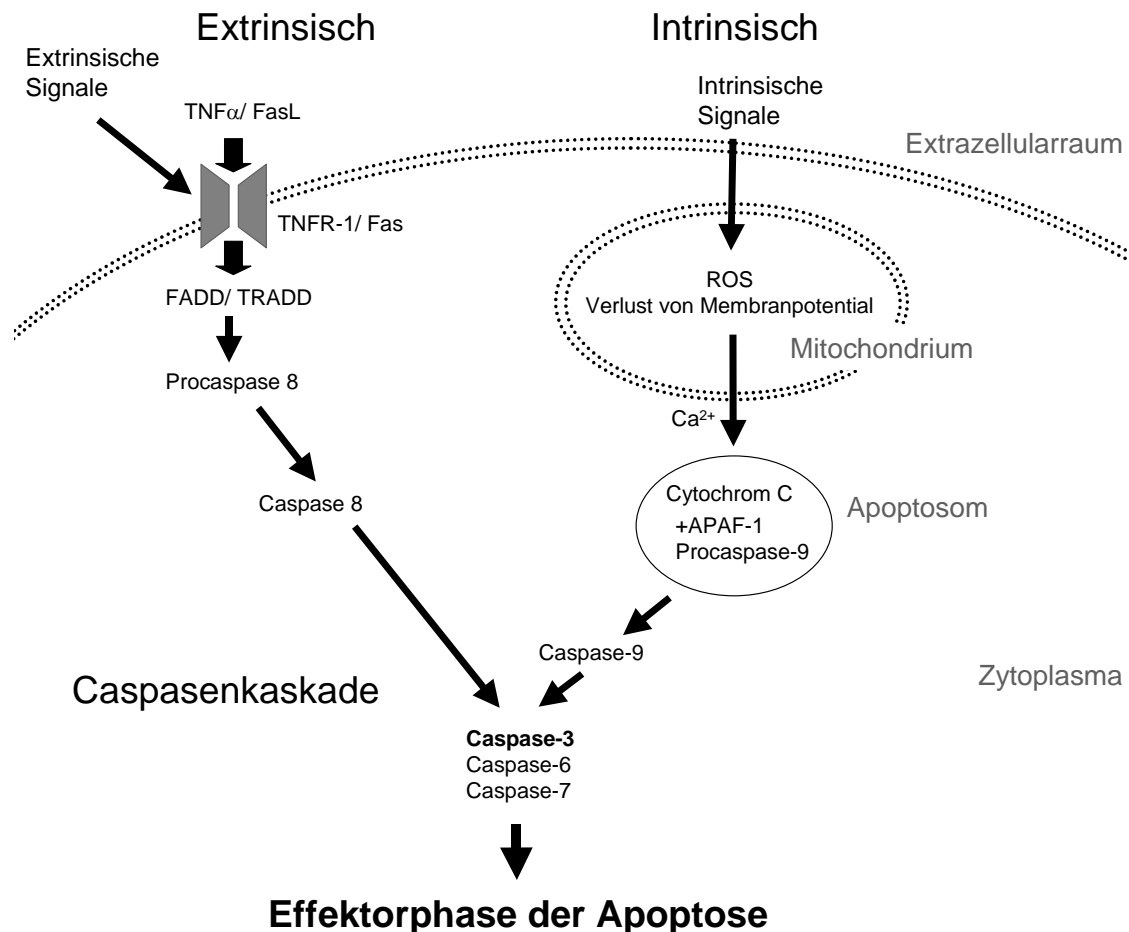 Extrinsisch
Intrinsisch
Extrinsische
Signale
TNFα/ FasL
Intrinsische
Signale
Extrazellularraum
TNFR-1/ Fas
FADD/ TRADD
ROS
Verlust von Membranpotential
Mitochondrium
Procaspase 8
Ca²⁺
Caspase 8
Cytochrom C
+APAF-1
Procaspase-9
Apoptosom
Caspase-9
Zytoplasma
Caspasenkaskade
Caspase-3
Caspase-6
Caspase-7
Effektorphase der Apoptose